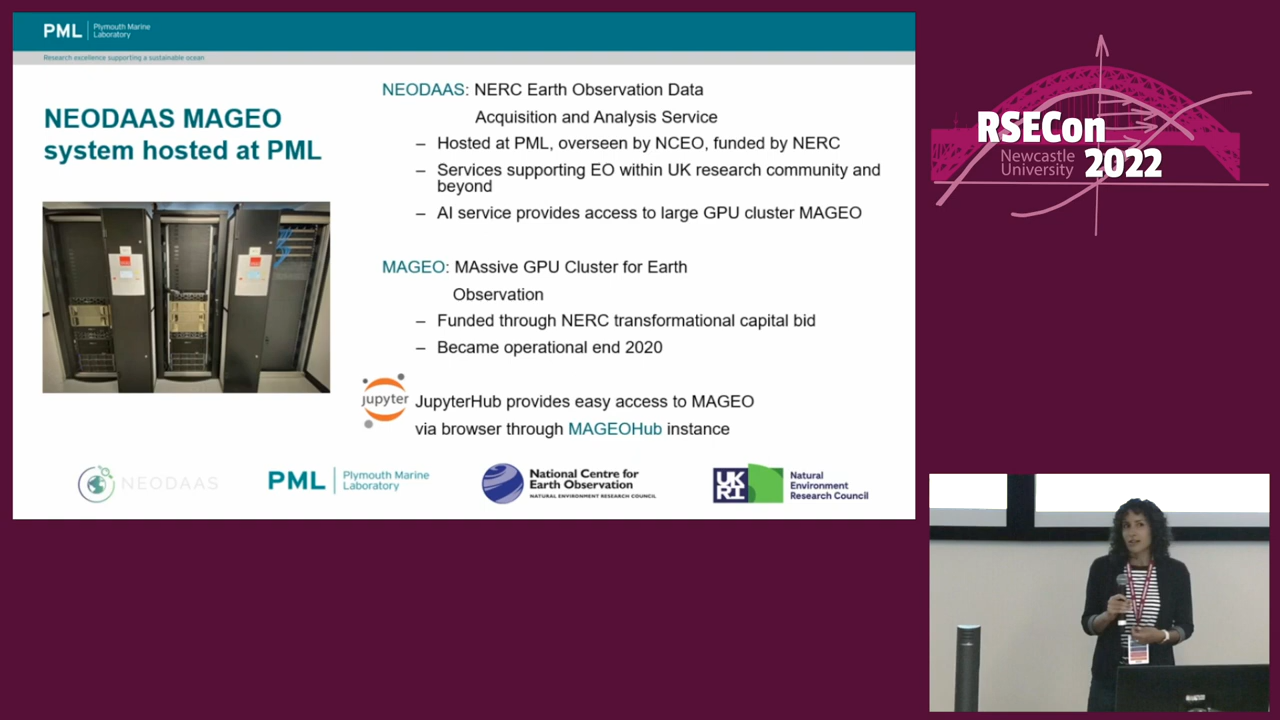 PML
Plymouth Marine
Laboratory
Research excellence supporting a sustainable ocean
NEODAAS MAGEO
system hosted at PML
NEODAAS: NERC Earth Observation Data
Acquisition and Analysis Service
– Hosted at PML, overseen by NCEO, funded by NERC
– Services supporting EO within UK research community and
beyond
– AI service provides access to large GPU cluster MAGEO
MAGEO: MAssive GPU Cluster for Earth
Observation
– Funded through NERC transformational capital bid
– Became operational end 2020
jupyter
JupyterHub provides easy access to MAGEO
via browser through MAGEOHub instance
NEODAAS
PML
Plymouth Marine
Laboratory
National Centre for
Earth Observation
NATURAL ENVIRONMENT RESEARCH COUNCIL
UK
RI
Natural
Environment
Research Council
RSECon
Newcastle
University
2022